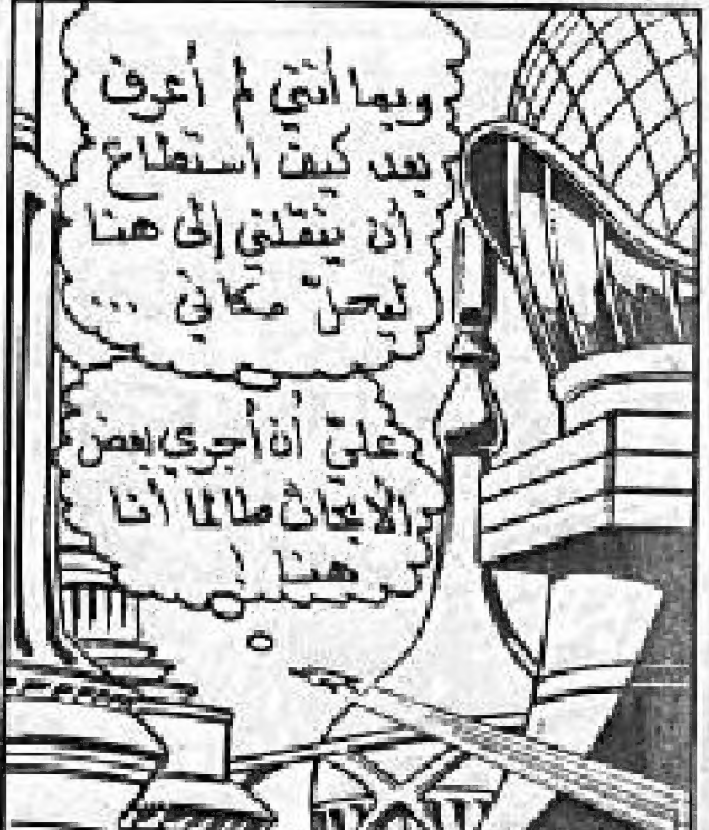 وبما أنني لم أعرف
بعد كيف استطاع
أن ينقلني إلى هنا
ليحلّ مكاني ...
عليّ أن أجري بعض
الأبحاث طالما أنا
هنا !